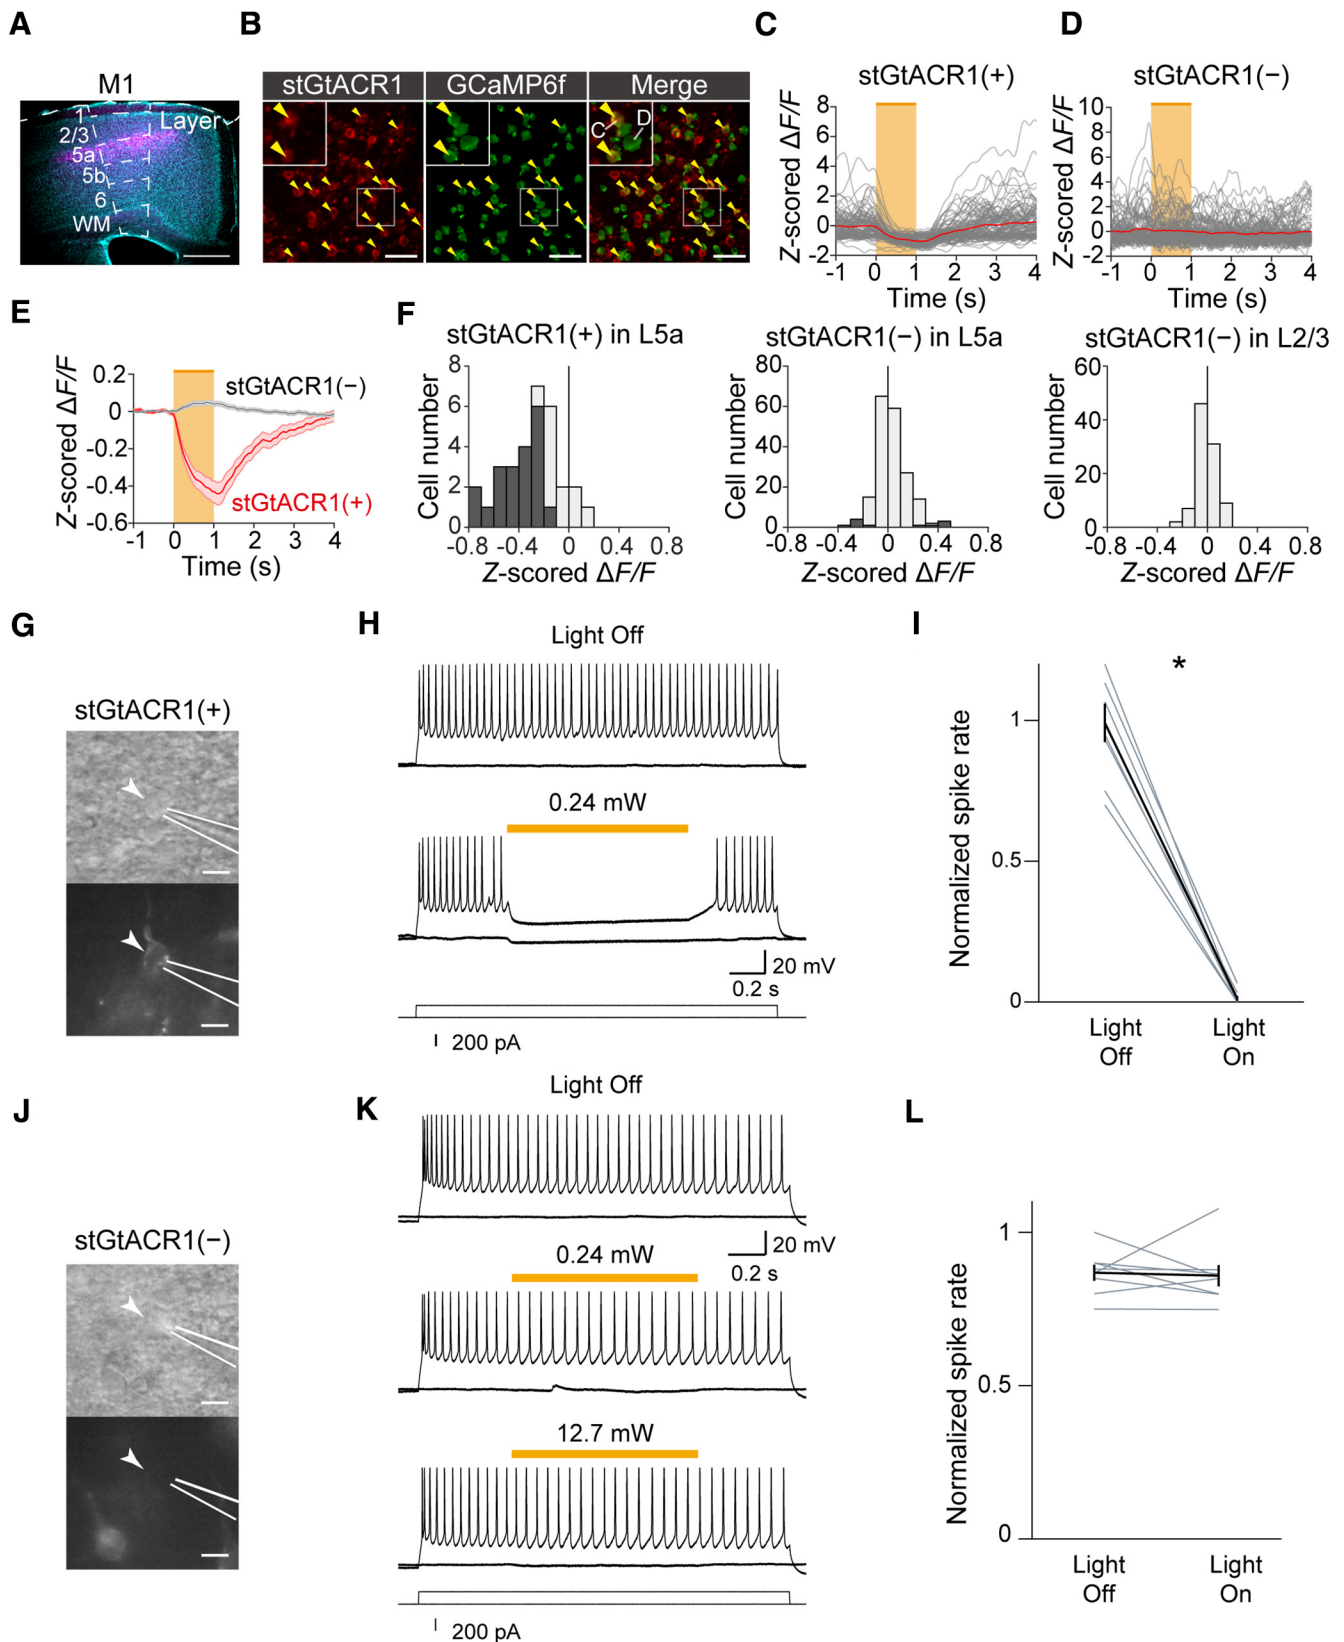 A
M1
Layer
1
2/3
5a
5b
6
WM
B
stGtACR1 GCaMP6f Merge
C D
C
stGtACR1(+)
Z-scored ΔF/F
8
6
4
2
0
-2
-1 0 1 2 3 4
Time (s)
D
stGtACR1(−)
Z-scored ΔF/F
10
8
6
4
2
0
-2
-1 0 1 2 3 4
Time (s)
E
Z-scored ΔF/F
0.2
0
-0.2
-0.4
-0.6
stGtACR1(−)
stGtACR1(+)
-1 0 1 2 3 4
Time (s)
F
stGtACR1(+) in L5a
Cell number
8
6
4
2
0
-0.8 -0.4 0 0.4 0.8
Z-scored ΔF/F
stGtACR1(−) in L5a
Cell number
80
60
40
20
0
-0.8 -0.4 0 0.4 0.8
Z-scored ΔF/F
stGtACR1(−) in L2/3
Cell number
60
40
20
0
-0.8 -0.4 0 0.4 0.8
Z-scored ΔF/F
G
stGtACR1(+)
H
Light Off
0.24 mW
20 mV
0.2 s
200 pA
I
*
Normalized spike rate
1
0.5
0
Light Light
Off On
J
stGtACR1(−)
K
Light Off
20 mV
0.2 s
0.24 mW
12.7 mW
200 pA
L
Normalized spike rate
1
0.5
0
Light Light
Off On